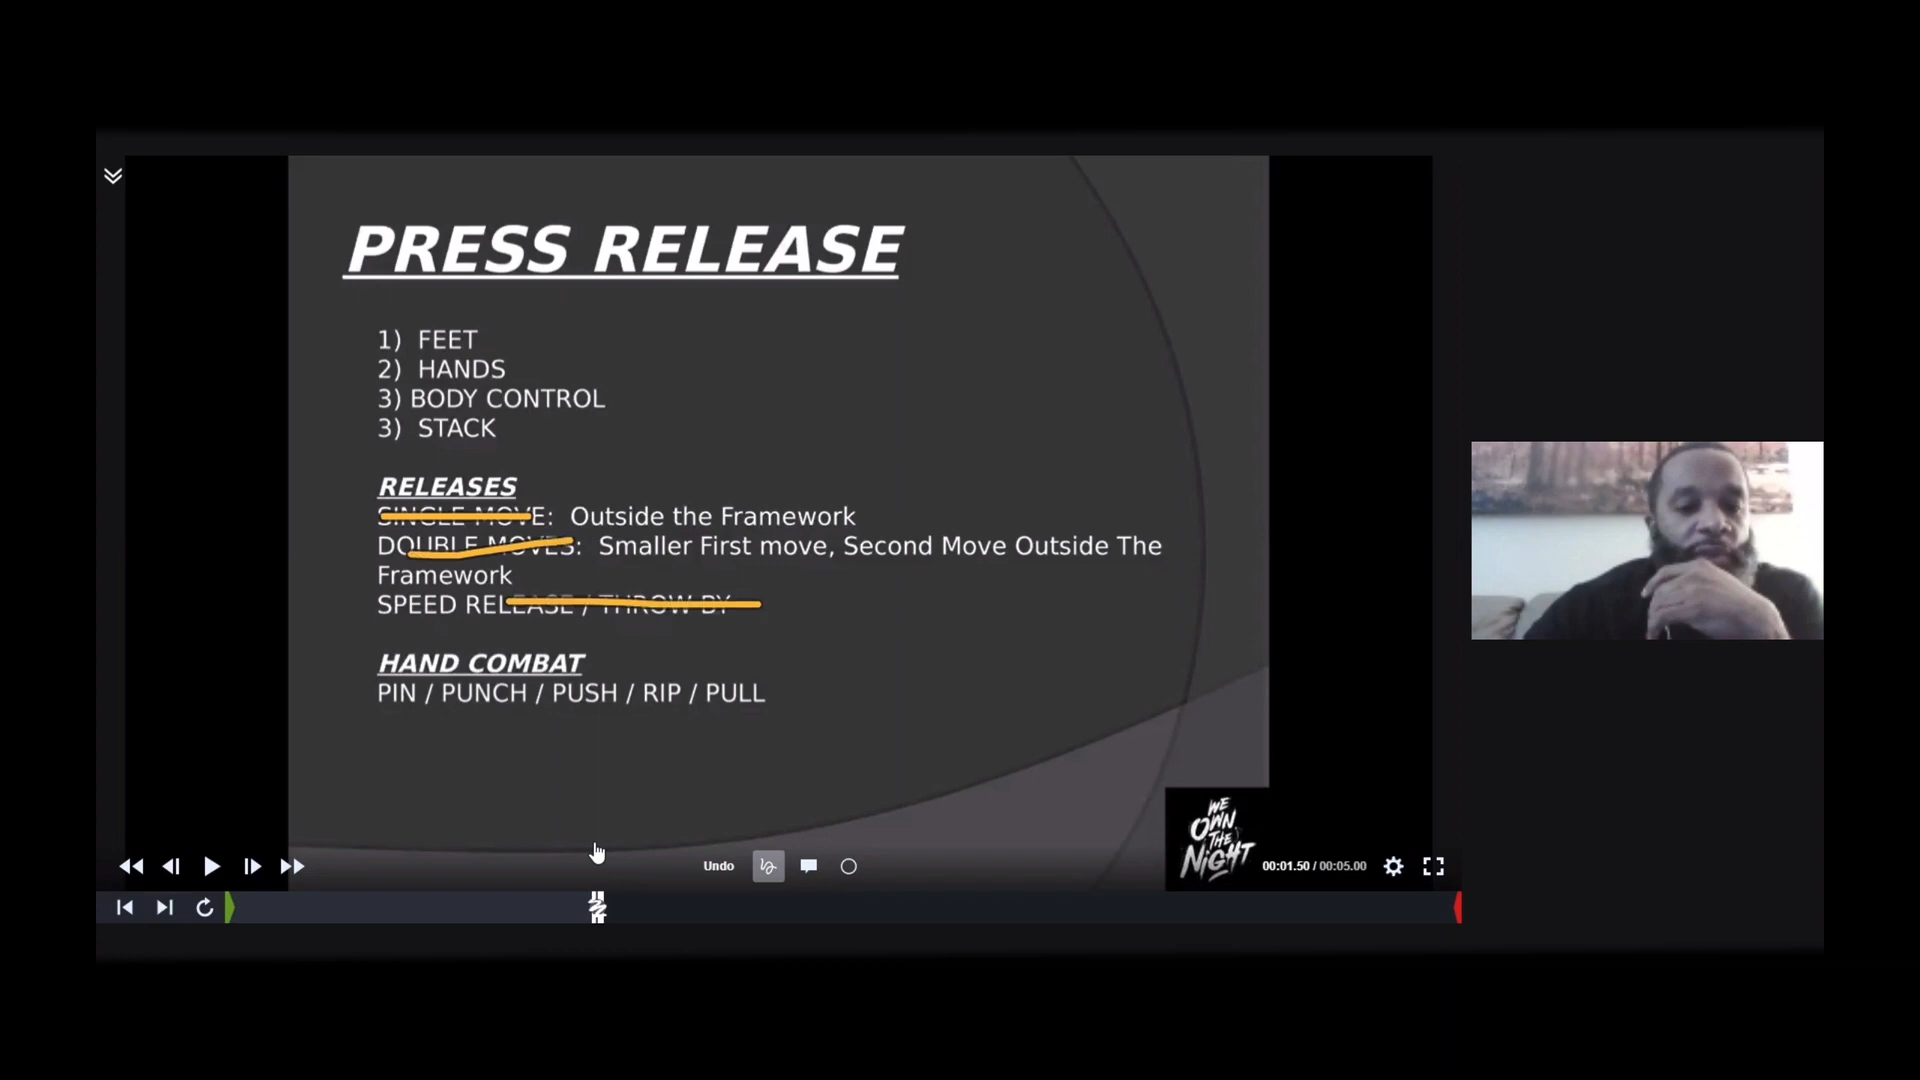 PRESS RELEASE
1) FEET
2) HANDS
3) BODY CONTROL
3) STACK
RELEASES
SINGLE MOVE: Outside the Framework
DOUBLE MOVES: Smaller First move, Second Move Outside The
Framework
SPEED RELEASE / THROW BY
HAND COMBAT
PIN / PUNCH / PUSH / RIP / PULL
WE
OWN
THE
NiGHT
Undo
00:01.50 / 00:05.00